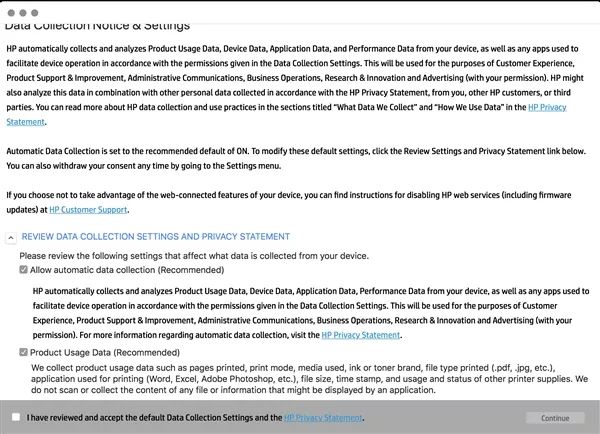 Data Collection Notice & Settings
HP automatically collects and analyzes Product Usage Data, Device Data, Application Data, and Performance Data from your device, as well as any apps used to
facilitate device operation in accordance with the permissions given in the Data Collection Settings. This will be used for the purposes of Customer Experience,
Product Support & Improvement, Administrative Communications, Business Operations, Research & Innovation and Advertising (with your permission). HP might
also analyze this data in combination with other personal data collected in accordance with the HP Privacy Statement, from you, other HP customers, or third
parties. You can read more about HP data collection and use practices in the sections titled “What Data We Collect” and “How We Use Data” in the HP Privacy
Statement.
Automatic Data Collection is set to the recommended default of ON. To modify these default settings, click the Review Settings and Privacy Statement link below.
You can also withdraw your consent any time by going to the Settings menu.
If you choose not to take advantage of the web-connected features of your device, you can find instructions for disabling HP web services (including firmware
updates) at HP Customer Support.
REVIEW DATA COLLECTION SETTINGS AND PRIVACY STATEMENT
Please review the following settings that affect what data is collected from your device.
Allow automatic data collection (Recommended)
HP automatically collects and analyzes Product Usage Data, Device Data, Application Data, Performance Data from your device, as well as any apps used to
facilitate device operation in accordance with the permissions given in the Data Collection Settings. This will be used for the purposes of Customer
Experience, Product Support & Improvement, Administrative Communications, Business Operations, Research & Innovation and Advertising (with your
permission). For more information regarding automatic data collection, visit the HP Privacy Statement.
Product Usage Data (Recommended)
We collect product usage data such as pages printed, print mode, media used, ink or toner brand, file type printed (.pdf, .jpg, etc.),
application used for printing (Word, Excel, Adobe Photoshop, etc.), file size, time stamp, and usage and status of other printer supplies. We
do not scan or collect the content of any file or information that might be displayed by an application.
I have reviewed and accept the default Data Collection Settings and the HP Privacy Statement.
Continue